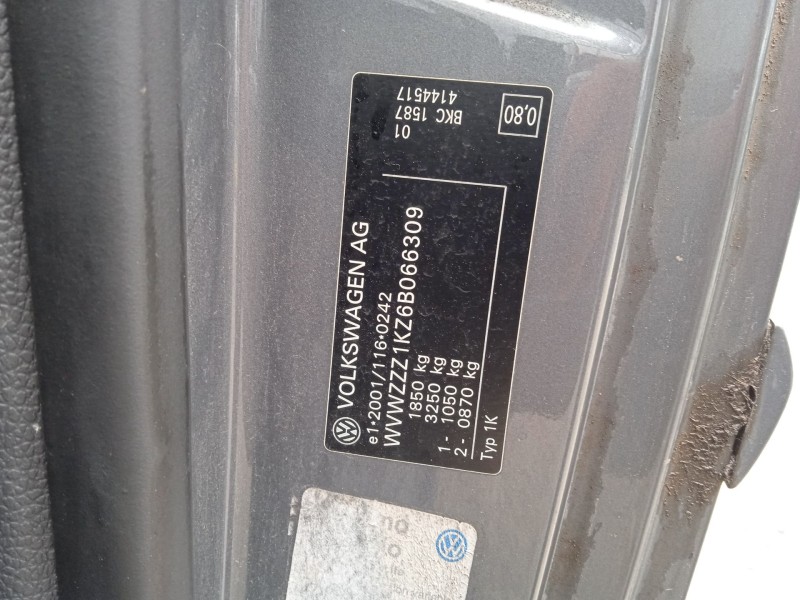 VOLKSWAGEN AG
e1*2001/116*0242
WVWZZZ1KZ6B066309
1850 kg
3250 kg
1- 1050 kg
2- 0870 kg
Typ 1K
01
BKC 1587
4144517
0,80